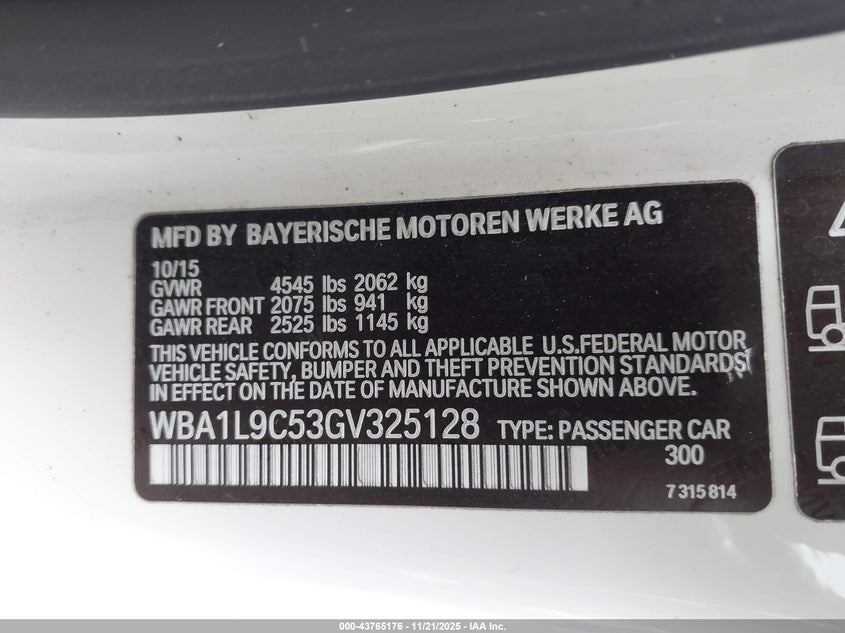 MFD BY BAYERISCHE MOTOREN WERKE AG
10/15
GVWR 4545 lbs 2062 kg
GAWR FRONT 2075 lbs 941 kg
GAWR REAR 2525 lbs 1145 kg
THIS VEHICLE CONFORMS TO ALL APPLICABLE U.S.FEDERAL MOTOR
VEHICLE SAFETY, BUMPER AND THEFT PREVENTION STANDARDS
IN EFFECT ON THE DATE OF MANUFACTURE SHOWN ABOVE.
WBA1L9C53GV325128 TYPE: PASSENGER CAR
300
7 315 814
000-43765176 - 11/21/2025 - IAA Inc.